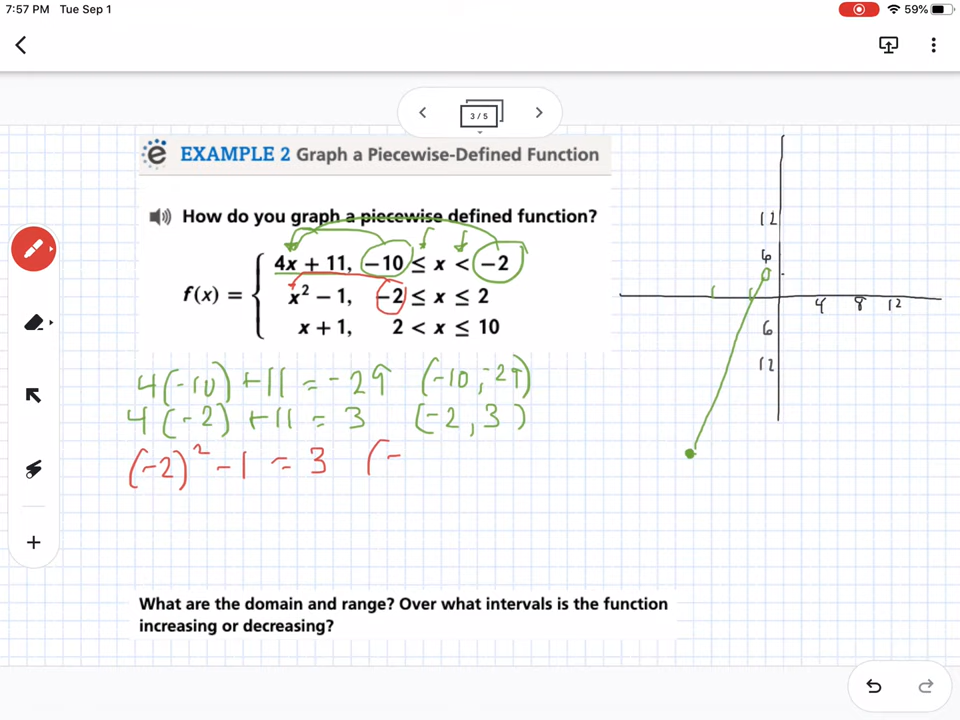 7:57 PM Tue Sep 1 59%
3 / 5
e EXAMPLE 2 Graph a Piecewise-Defined Function
How do you graph a piecewise defined function?
4x + 11, −10 ≤ x < −2
f(x) = { x² − 1, −2 ≤ x ≤ 2
x + 1, 2 < x ≤ 10
4(-10) + 11 = -29 (-10, -29)
4(-2) + 11 = 3 (-2, 3)
(-2)² - 1 = 3 (-
12
6
4 8 12
6
12
What are the domain and range? Over what intervals is the function
increasing or decreasing?